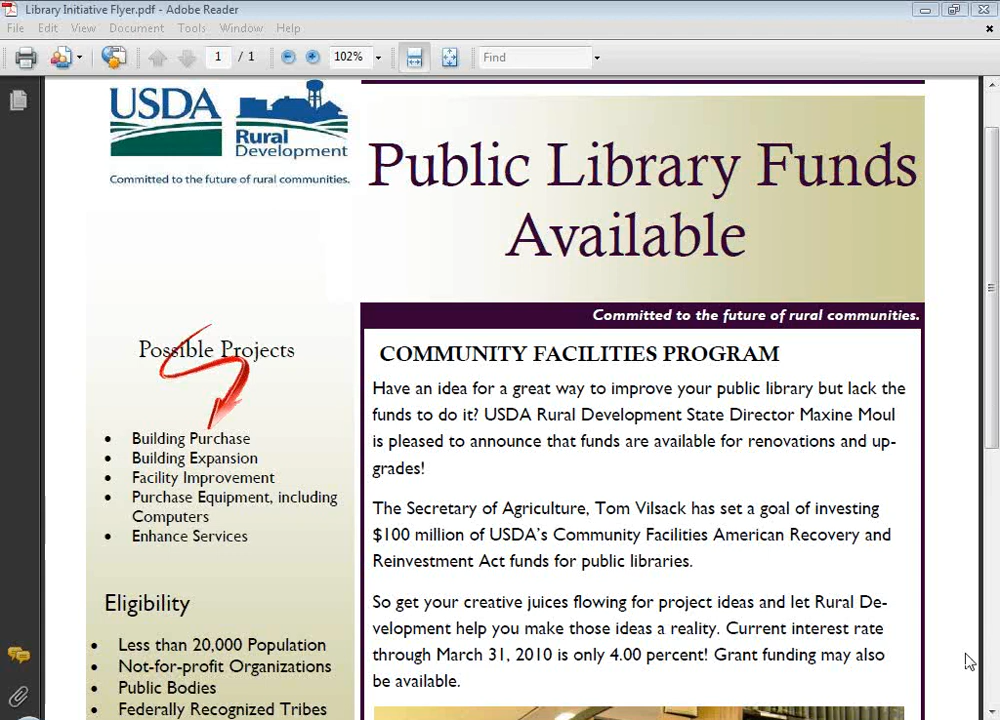 Library Initiative Flyer.pdf - Adobe Reader
File Edit View Document Tools Window Help
1 / 1 102% Find
USDA
Rural
Development
Committed to the future of rural communities.
Public Library Funds
Available
Committed to the future of rural communities.
Possible Projects
• Building Purchase
• Building Expansion
• Facility Improvement
• Purchase Equipment, including
Computers
• Enhance Services
Eligibility
• Less than 20,000 Population
• Not-for-profit Organizations
• Public Bodies
• Federally Recognized Tribes
COMMUNITY FACILITIES PROGRAM
Have an idea for a great way to improve your public library but lack the
funds to do it? USDA Rural Development State Director Maxine Moul
is pleased to announce that funds are available for renovations and up-
grades!
The Secretary of Agriculture, Tom Vilsack has set a goal of investing
$100 million of USDA's Community Facilities American Recovery and
Reinvestment Act funds for public libraries.
So get your creative juices flowing for project ideas and let Rural De-
velopment help you make those ideas a reality. Current interest rate
through March 31, 2010 is only 4.00 percent! Grant funding may also
be available.